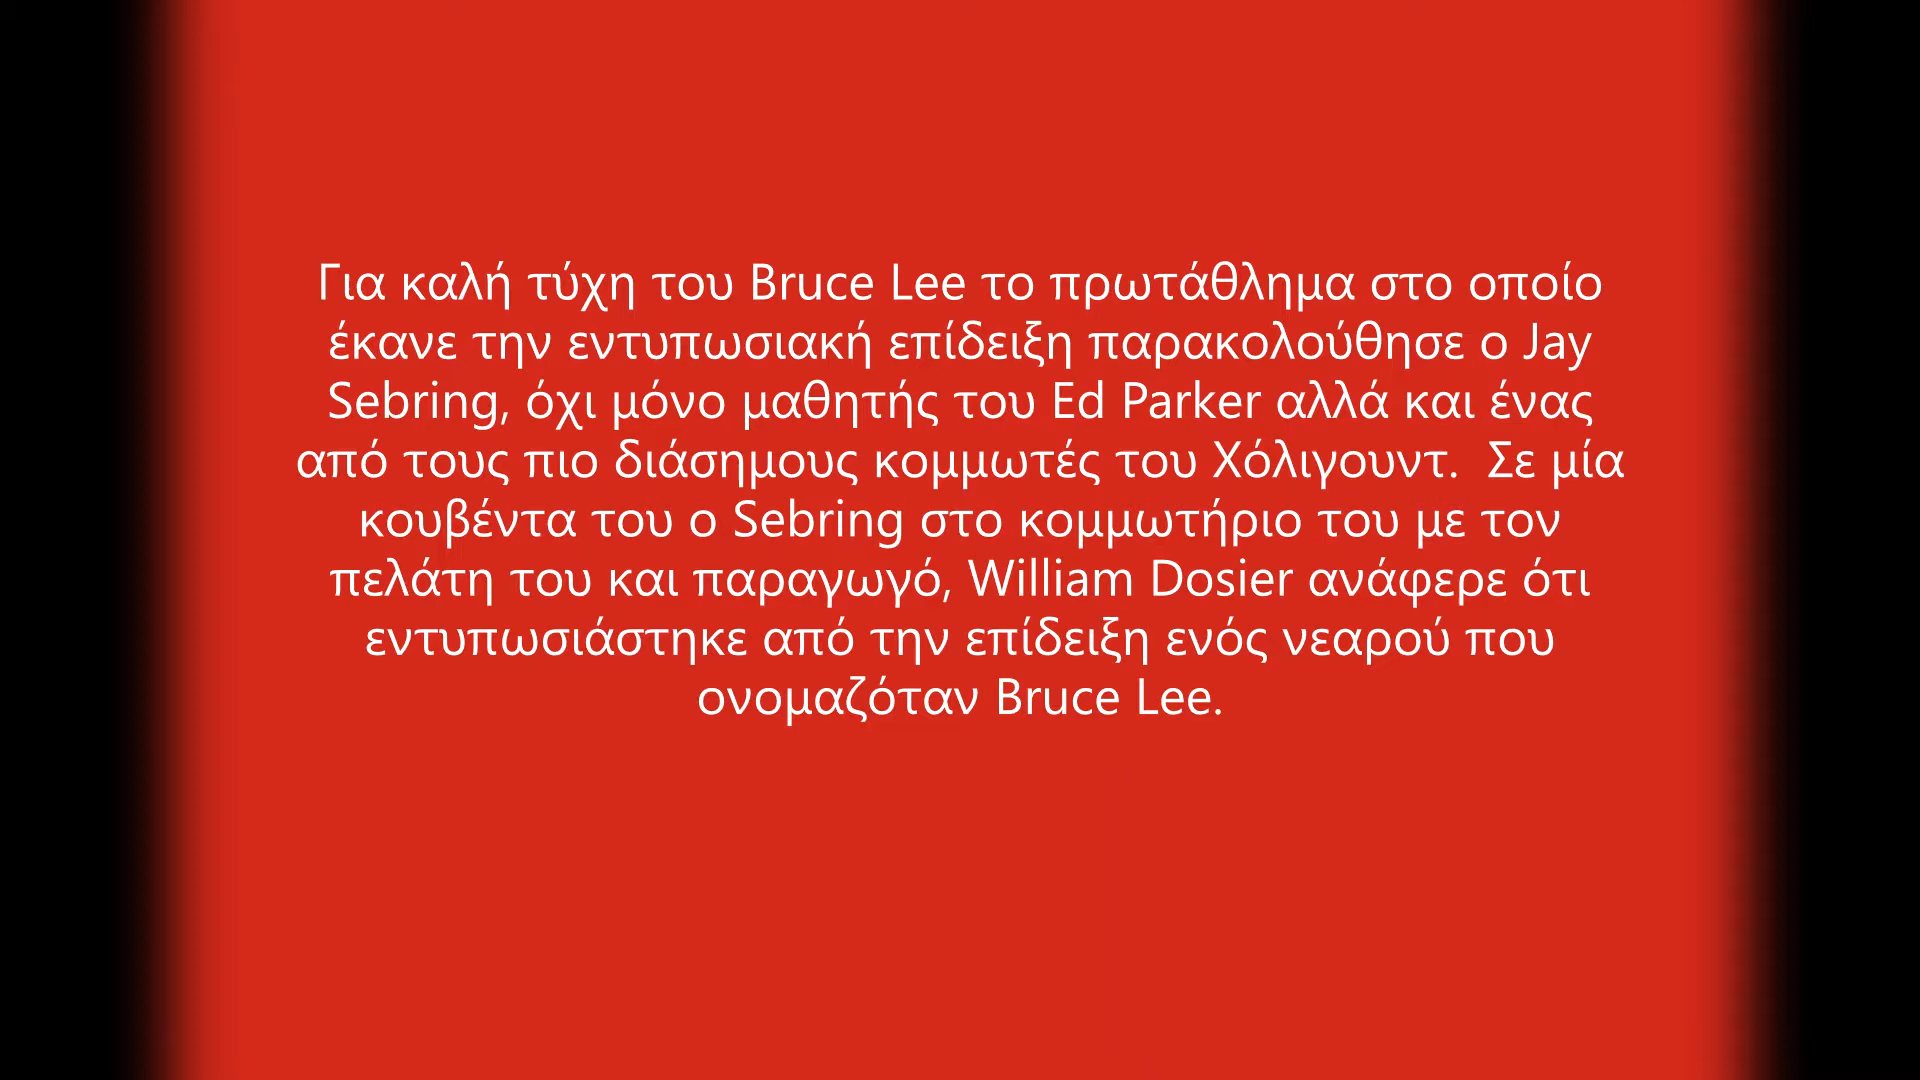 Για καλή τύχη του Bruce Lee το πρωτάθλημα στο οποίο
έκανε την εντυπωσιακή επίδειξη παρακολούθησε ο Jay
Sebring, όχι μόνο μαθητής του Ed Parker αλλά και ένας
από τους πιο διάσημους κομμωτές του Χόλιγουντ.  Σε μία
κουβέντα του ο Sebring στο κομμωτήριο του με τον
πελάτη του και παραγωγό, William Dosier ανάφερε ότι
εντυπωσιάστηκε από την επίδειξη ενός νεαρού που
ονομαζόταν Bruce Lee.